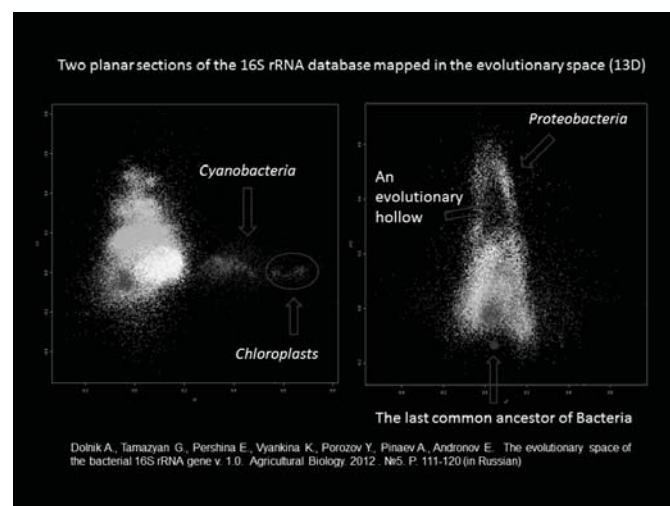 Two planar sections of the 16S rRNA database mapped in the evolutionary space (13D)
Cyanobacteria
Chloroplasts
Proteobacteria
An
evolutionary
hollow
The last common ancestor of Bacteria
Dolnik A., Tamazyan G., Pershina E., Vyankina K., Porozov Y., Pinaev A., Andronov E. The evolutionary space of
the bacterial 16S rRNA gene v. 1.0. Agricultural Biology. 2012. №5. P. 111-120 (in Russian)